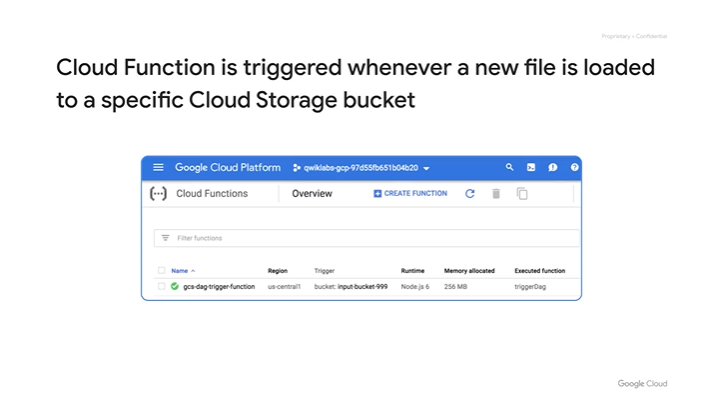 Proprietary + Confidential
Cloud Function is triggered whenever a new file is loaded
to a specific Cloud Storage bucket
Google Cloud Platform qwiklabs-gcp-97d55fb651b04b20
Cloud Functions Overview CREATE FUNCTION
Filter functions
Name Region Trigger Runtime Memory allocated Executed function
gcs-dag-trigger-function us-central1 bucket: input-bucket-999 Node.js 6 256 MB triggerDag
Google Cloud